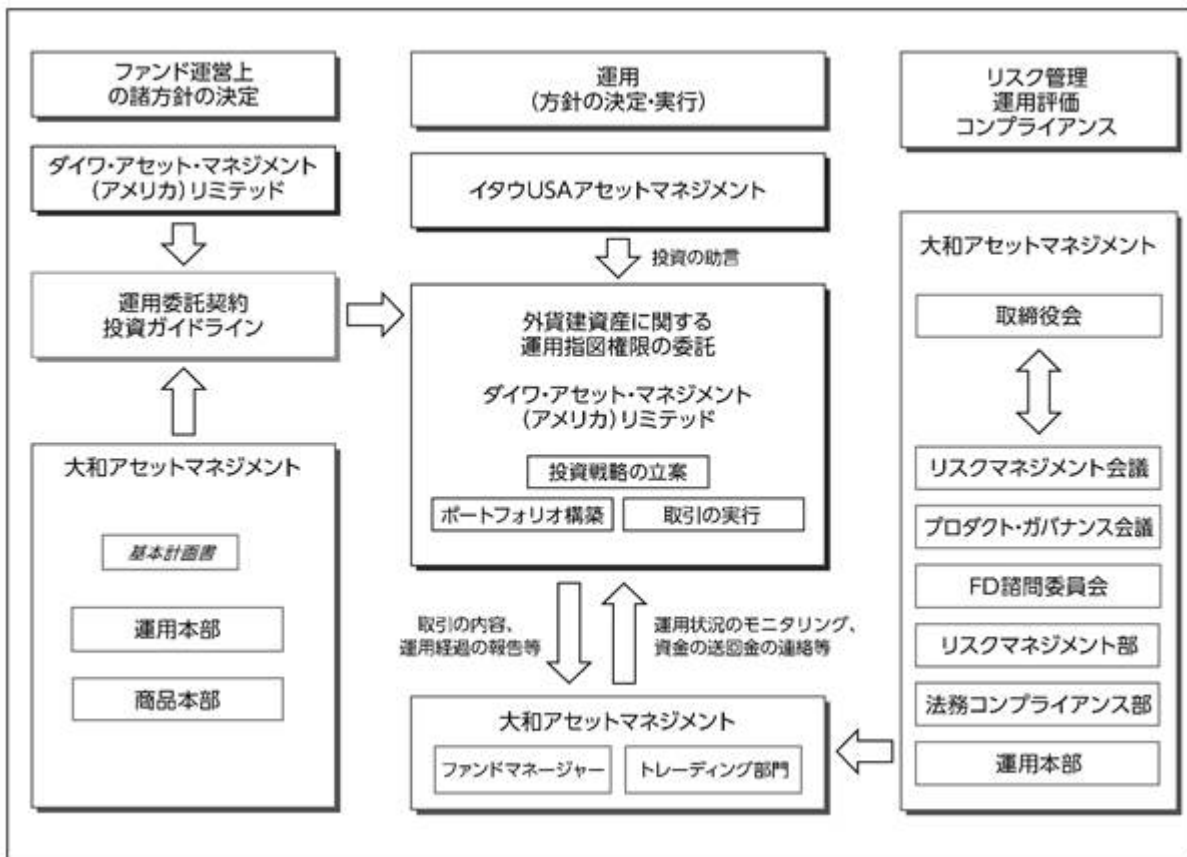 ファンド運営上
の諸方針の決定
ダイワ・アセット・マネジメント
(アメリカ)リミテッド
運用委託契約
投資ガイドライン
大和アセットマネジメント
基本計画書
運用本部
商品本部
運用
(方針の決定・実行)
イタウUSAアセットマネジメント
投資の助言
外貨建資産に関する
運用指図権限の委託
ダイワ・アセット・マネジメント
(アメリカ)リミテッド
投資戦略の立案
ポートフォリオ構築
取引の実行
取引の内容、
運用経過の報告等
運用状況のモニタリング、
資金の送回金の連絡等
大和アセットマネジメント
ファンドマネージャー
トレーディング部門
リスク管理
運用評価
コンプライアンス
大和アセットマネジメント
取締役会
リスクマネジメント会議
プロダクト・ガバナンス会議
FD諮問委員会
リスクマネジメント部
法務コンプライアンス部
運用本部